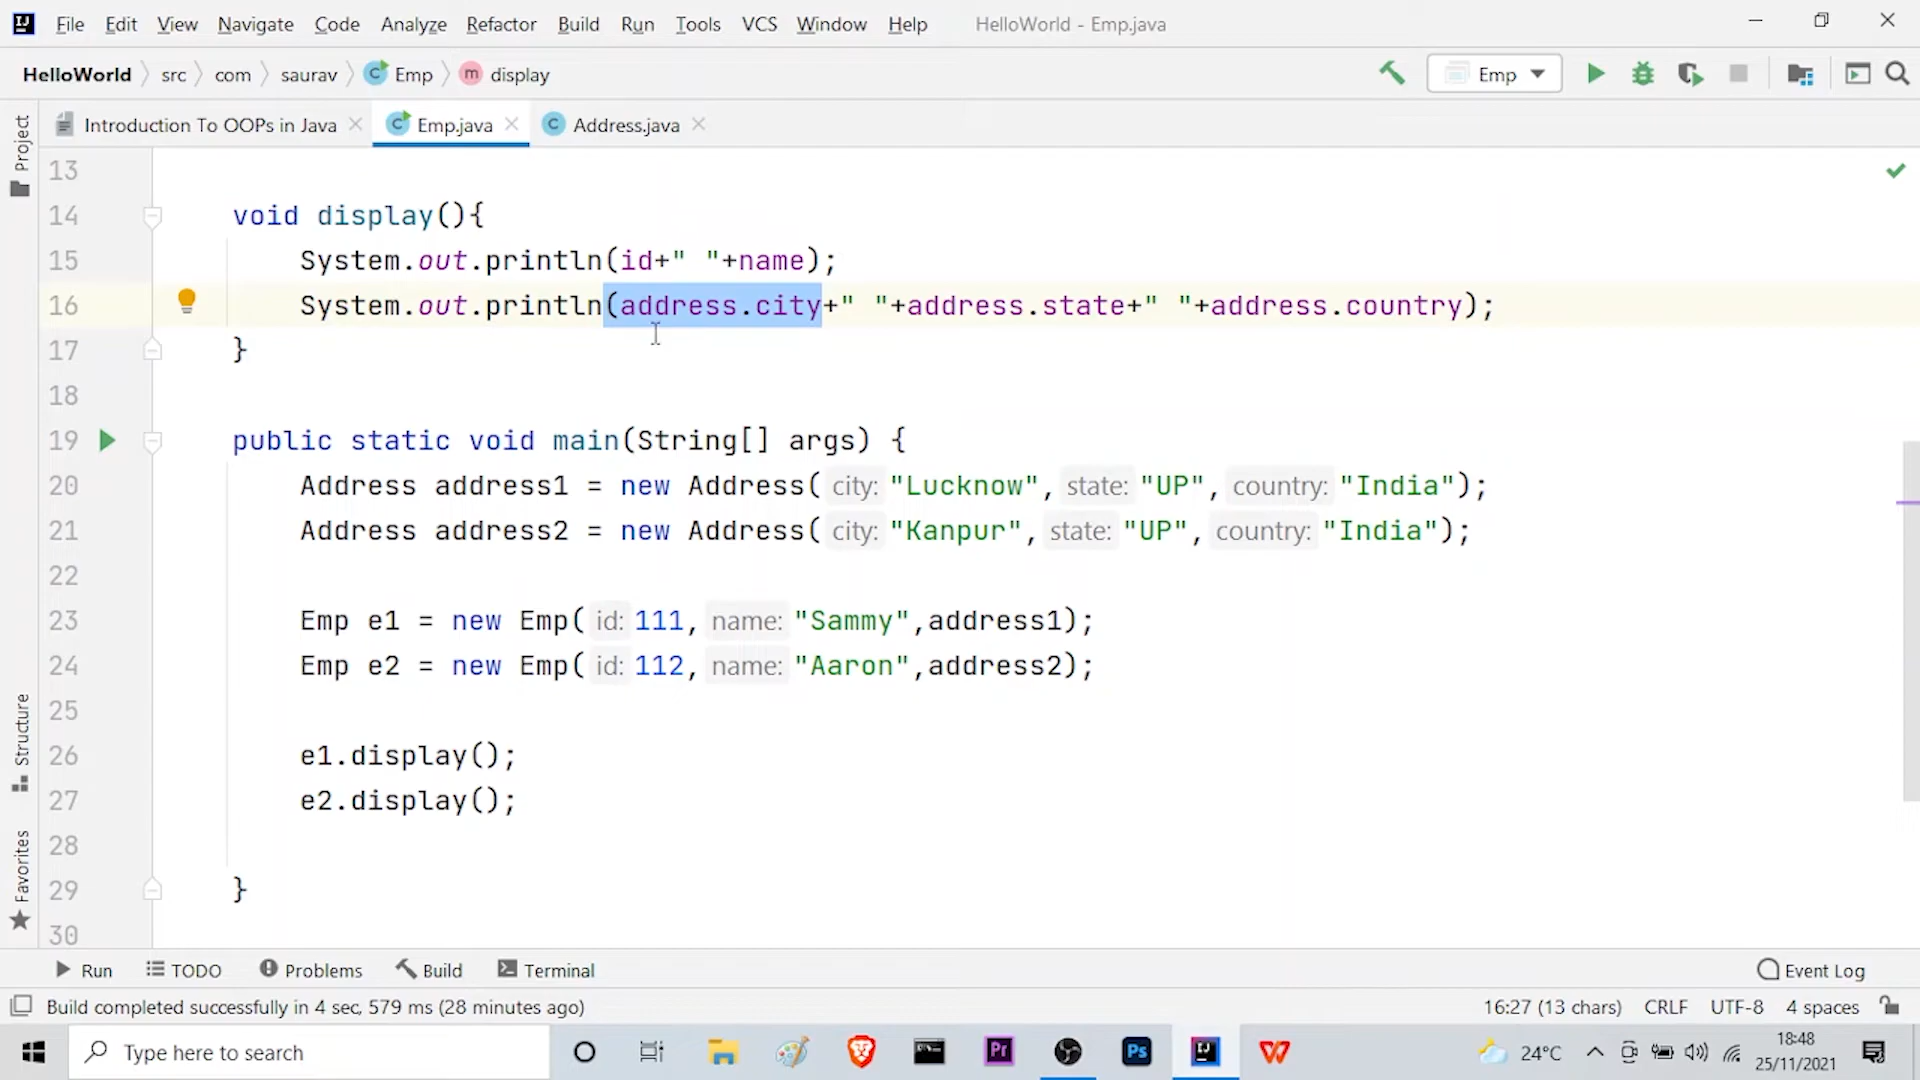 File Edit View Navigate Code Analyze Refactor Build Run Tools VCS Window Help HelloWorld - Emp.java
HelloWorld src com saurav C Emp m display Emp
Introduction To OOPs in Java C Emp.java C Address.java
Project
13
14 void display(){
15 System.out.println(id+" "+name);
16 System.out.println(address.city+" "+address.state+" "+address.country);
17 }
18
19 public static void main(String[] args) {
20 Address address1 = new Address( city: "Lucknow", state: "UP", country: "India");
21 Address address2 = new Address( city: "Kanpur", state: "UP", country: "India");
22
23 Emp e1 = new Emp( id: 111, name: "Sammy",address1);
24 Emp e2 = new Emp( id: 112, name: "Aaron",address2);
25
26 e1.display();
27 e2.display();
28
29 }
30
Structure
Favorites
Run TODO Problems Build Terminal Event Log
Build completed successfully in 4 sec, 579 ms (28 minutes ago) 16:27 (13 chars) CRLF UTF-8 4 spaces
Type here to search Pr Ps IJ 24°C 18:48
25/11/2021